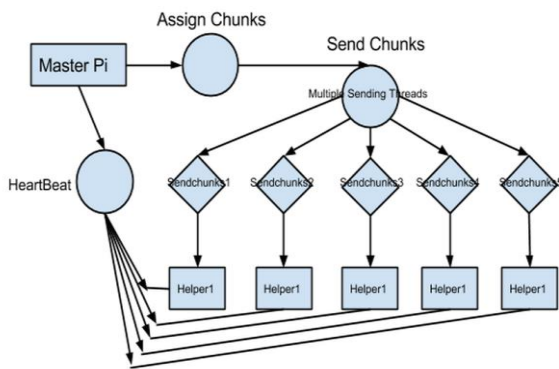 Assign Chunks
Send Chunks
Master Pi
Multiple Sending Threads
HeartBeat
Sendchunks1
Sendchunks2
Sendchunks3
Sendchunks4
Sendchunks5
Helper1
Helper1
Helper1
Helper1
Helper1